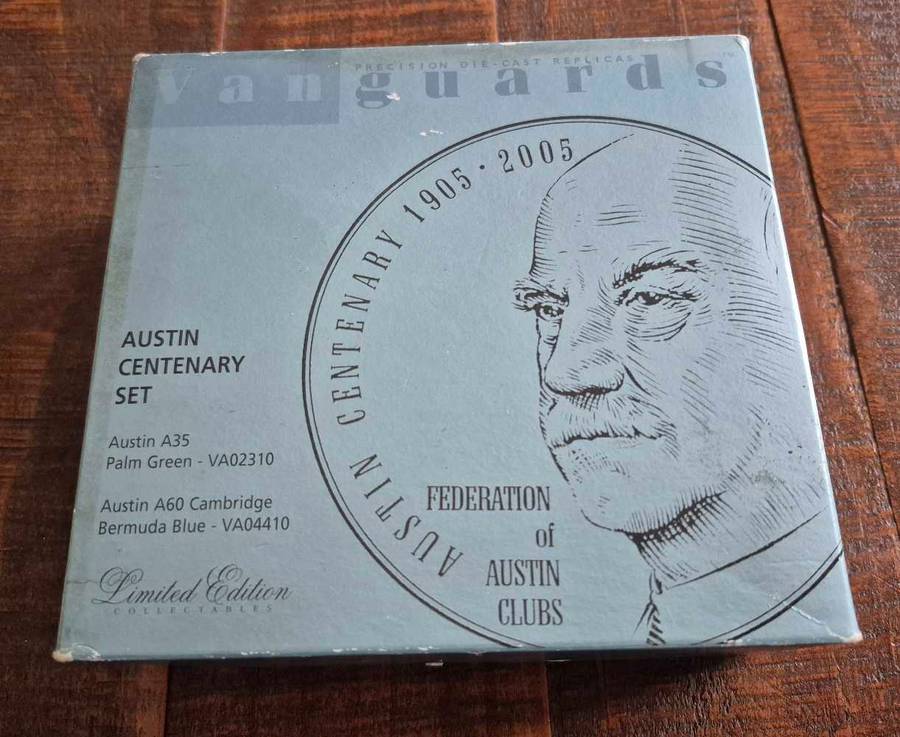 Vanguards
PRECISION DIE-CAST REPLICAS
™
AUSTIN CENTENARY 1905 · 2005
AUSTIN
CENTENARY
SET
Austin A35
Palm Green - VA02310
Austin A60 Cambridge
Bermuda Blue - VA04410
Limited Edition
COLLECTABLES
FEDERATION
of
AUSTIN
CLUBS